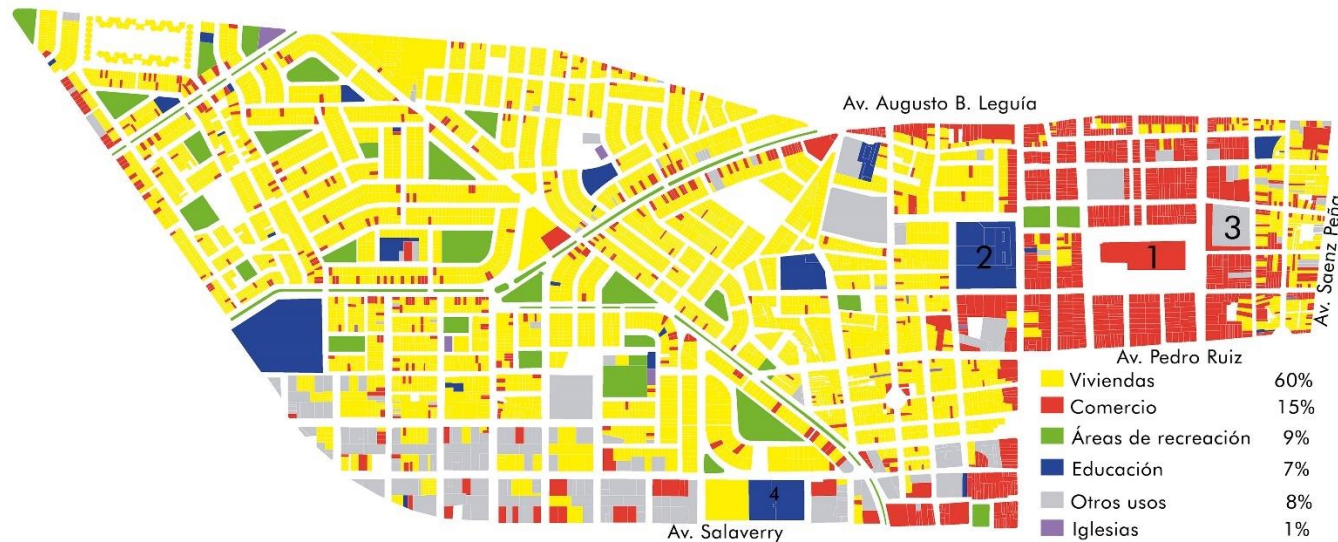 Av. Augusto B. Leguía
2
1
3
Av. Saenz Peña
Av. Pedro Ruiz
Viviendas 60%
Comercio 15%
Áreas de recreación 9%
Educación 7%
Otros usos 8%
Iglesias 1%
4
Av. Salaverry